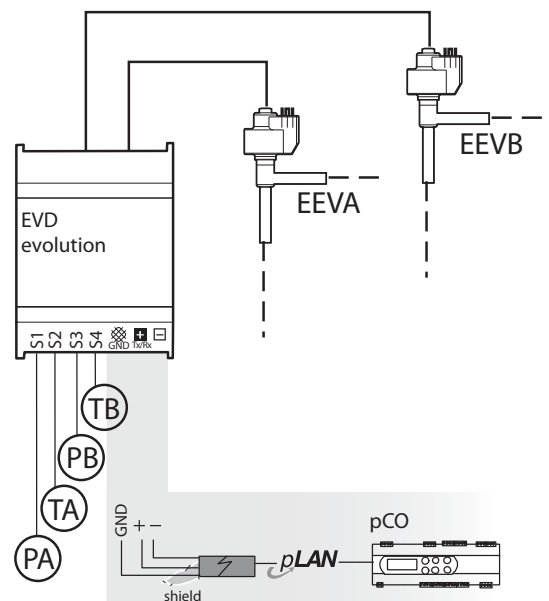 EEVB
EEVA
EVD
evolution
S1 S2 S3 S4 GND Tx/Rx
TB
PB
TA
PA
GND + −
pCO
pLAN
shield